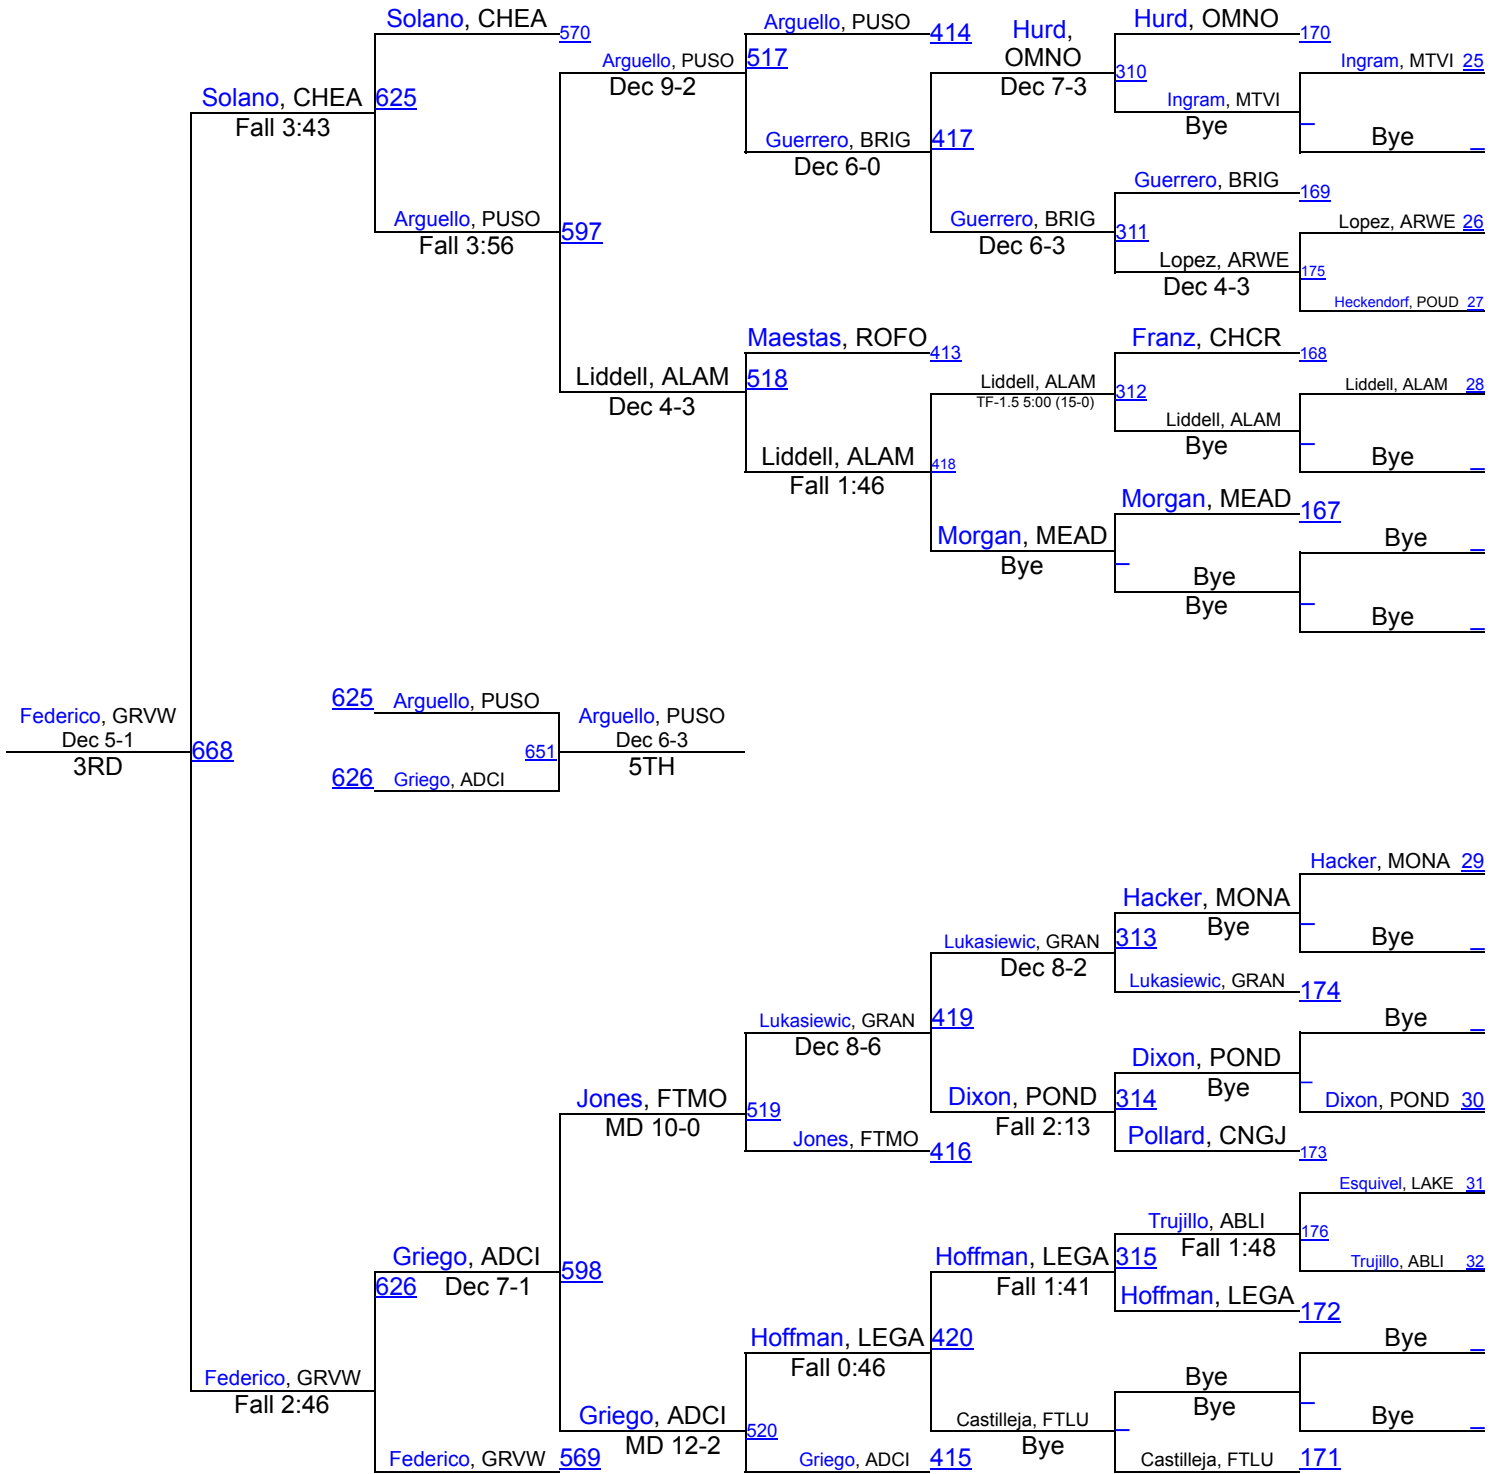 Solano, CHEA 570
Arguello, PUSO 414
Hurd, OMNO
Hurd, OMNO 170
Arguello, PUSO 517
Dec 9-2
Dec 7-3
310
Ingram, MTVI 25
Solano, CHEA 625
Fall 3:43
Ingram, MTVI
Bye
_
Bye _
Guerrero, BRIG 417
Dec 6-0
Guerrero, BRIG 169
Arguello, PUSO 597
Fall 3:56
Guerrero, BRIG 311
Dec 6-3
Lopez, ARWE 26
Lopez, ARWE 175
Dec 4-3
Heckendorf, POUD 27
Maestas, ROFO 413
Franz, CHCR 168
Liddell, ALAM 518
Dec 4-3
Liddell, ALAM 312
TF-1.5 5:00 (15-0)
Liddell, ALAM 28
Liddell, ALAM
Bye
_
Bye _
Liddell, ALAM 418
Fall 1:46
Morgan, MEAD 167
Morgan, MEAD
Bye
_
Bye _
Bye
Bye
_
Bye _
625 Arguello, PUSO
Federico, GRVW
Dec 5-1
3RD
668
651
Arguello, PUSO
Dec 6-3
5TH
626 Griego, ADCI
Hacker, MONA 29
Hacker, MONA
Bye
_
Bye _
Lukasiewic, GRAN 313
Dec 8-2
Lukasiewic, GRAN 174
Lukasiewic, GRAN 419
Dec 8-6
Bye _
Dixon, POND
Bye
_
Jones, FTMO 519
MD 10-0
Dixon, POND 314
Fall 2:13
Dixon, POND 30
Jones, FTMO 416
Pollard, CNGJ 173
Esquivel, LAKE 31
Trujillo, ABLI 176
Fall 1:48
Griego, ADCI 598
626 Dec 7-1
Hoffman, LEGA 315
Fall 1:41
Trujillo, ABLI 32
Hoffman, LEGA 172
Hoffman, LEGA 420
Fall 0:46
Bye _
Federico, GRVW
Fall 2:46
Bye
Bye
_
Griego, ADCI 520
MD 12-2
Castilleja, FTLU
Bye
_
Bye _
Federico, GRVW 569
Griego, ADCI 415
Castilleja, FTLU 171